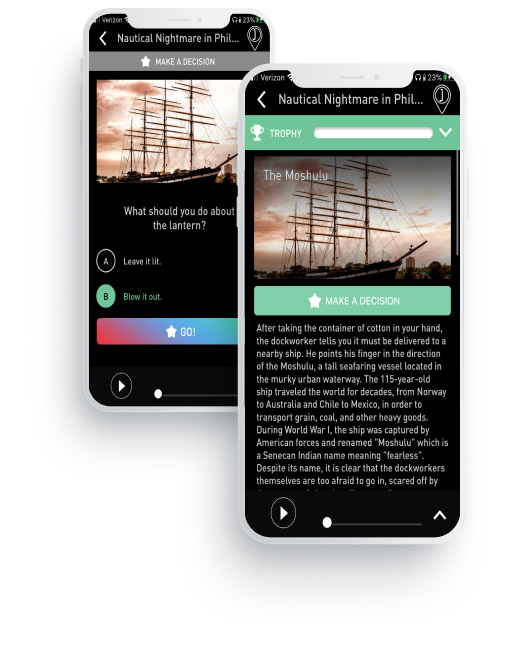 Verizon
23%
Nautical Nightmare in Phil...
J
MAKE A DECISION
What should you do about
the lantern?
A
Leave it lit.
B
Blow it out.
GO!
Verizon
23%
Nautical Nightmare in Phil...
J
TROPHY
The Moshulu
MAKE A DECISION
After taking the container of cotton in your hand,
the dockworker tells you it must be delivered to a
nearby ship. He points his finger in the direction
of the Moshulu, a tall seafaring vessel located in
the murky urban waterway. The 115-year-old
ship traveled the world for decades, from Norway
to Australia and Chile to Mexico, in order to
transport grain, coal, and other heavy goods.
During World War I, the ship was captured by
American forces and renamed "Moshulu" which is
a Senecan Indian name meaning "fearless".
Despite its name, it is clear that the dockworkers
themselves are too afraid to go in, scared off by